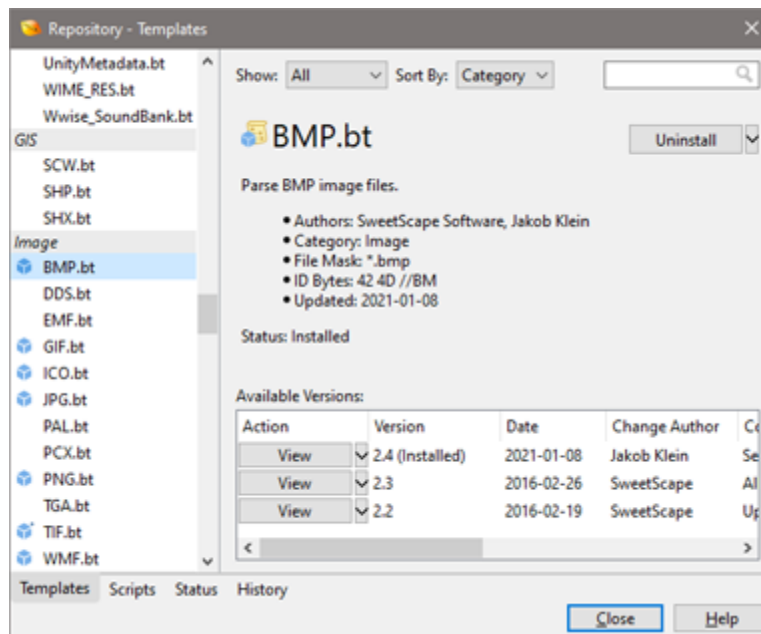 Repository - Templates
UnityMetadata.bt
WIME_RES.bt
Wwise_SoundBank.bt
GIS
SCW.bt
SHP.bt
SHX.bt
Image
BMP.bt
DDS.bt
EMF.bt
GIF.bt
ICO.bt
JPG.bt
PAL.bt
PCX.bt
PNG.bt
TGA.bt
TIF.bt
WMF.bt
Show: All Sort By: Category
BMP.bt Uninstall
Parse BMP image files.
• Authors: SweetScape Software, Jakob Klein
• Category: Image
• File Mask: *.bmp
• ID Bytes: 42 4D //BM
• Updated: 2021-01-08
Status: Installed
Available Versions:
Action Version Date Change Author
View 2.4 (Installed) 2021-01-08 Jakob Klein
View 2.3 2016-02-26 SweetScape
View 2.2 2016-02-19 SweetScape
Templates Scripts Status History
Close Help